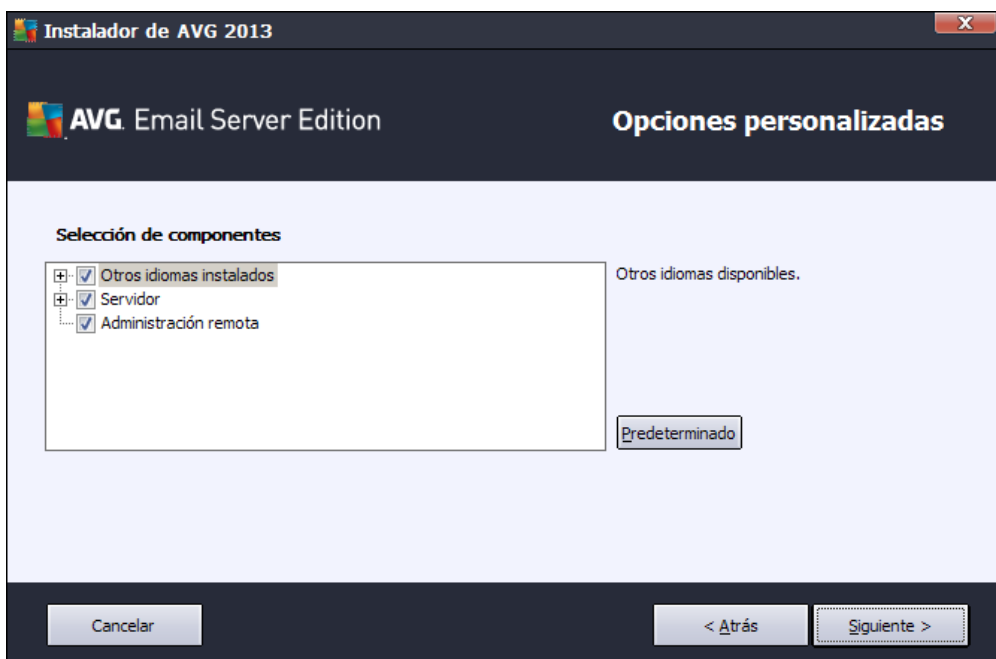 Instalador de AVG 2013
X
AVG. Email Server Edition
Opciones personalizadas
Selección de componentes
Otros idiomas instalados
Otros idiomas disponibles.
Servidor
Administración remota
Predeterminado
Cancelar
< Atrás
Siguiente >